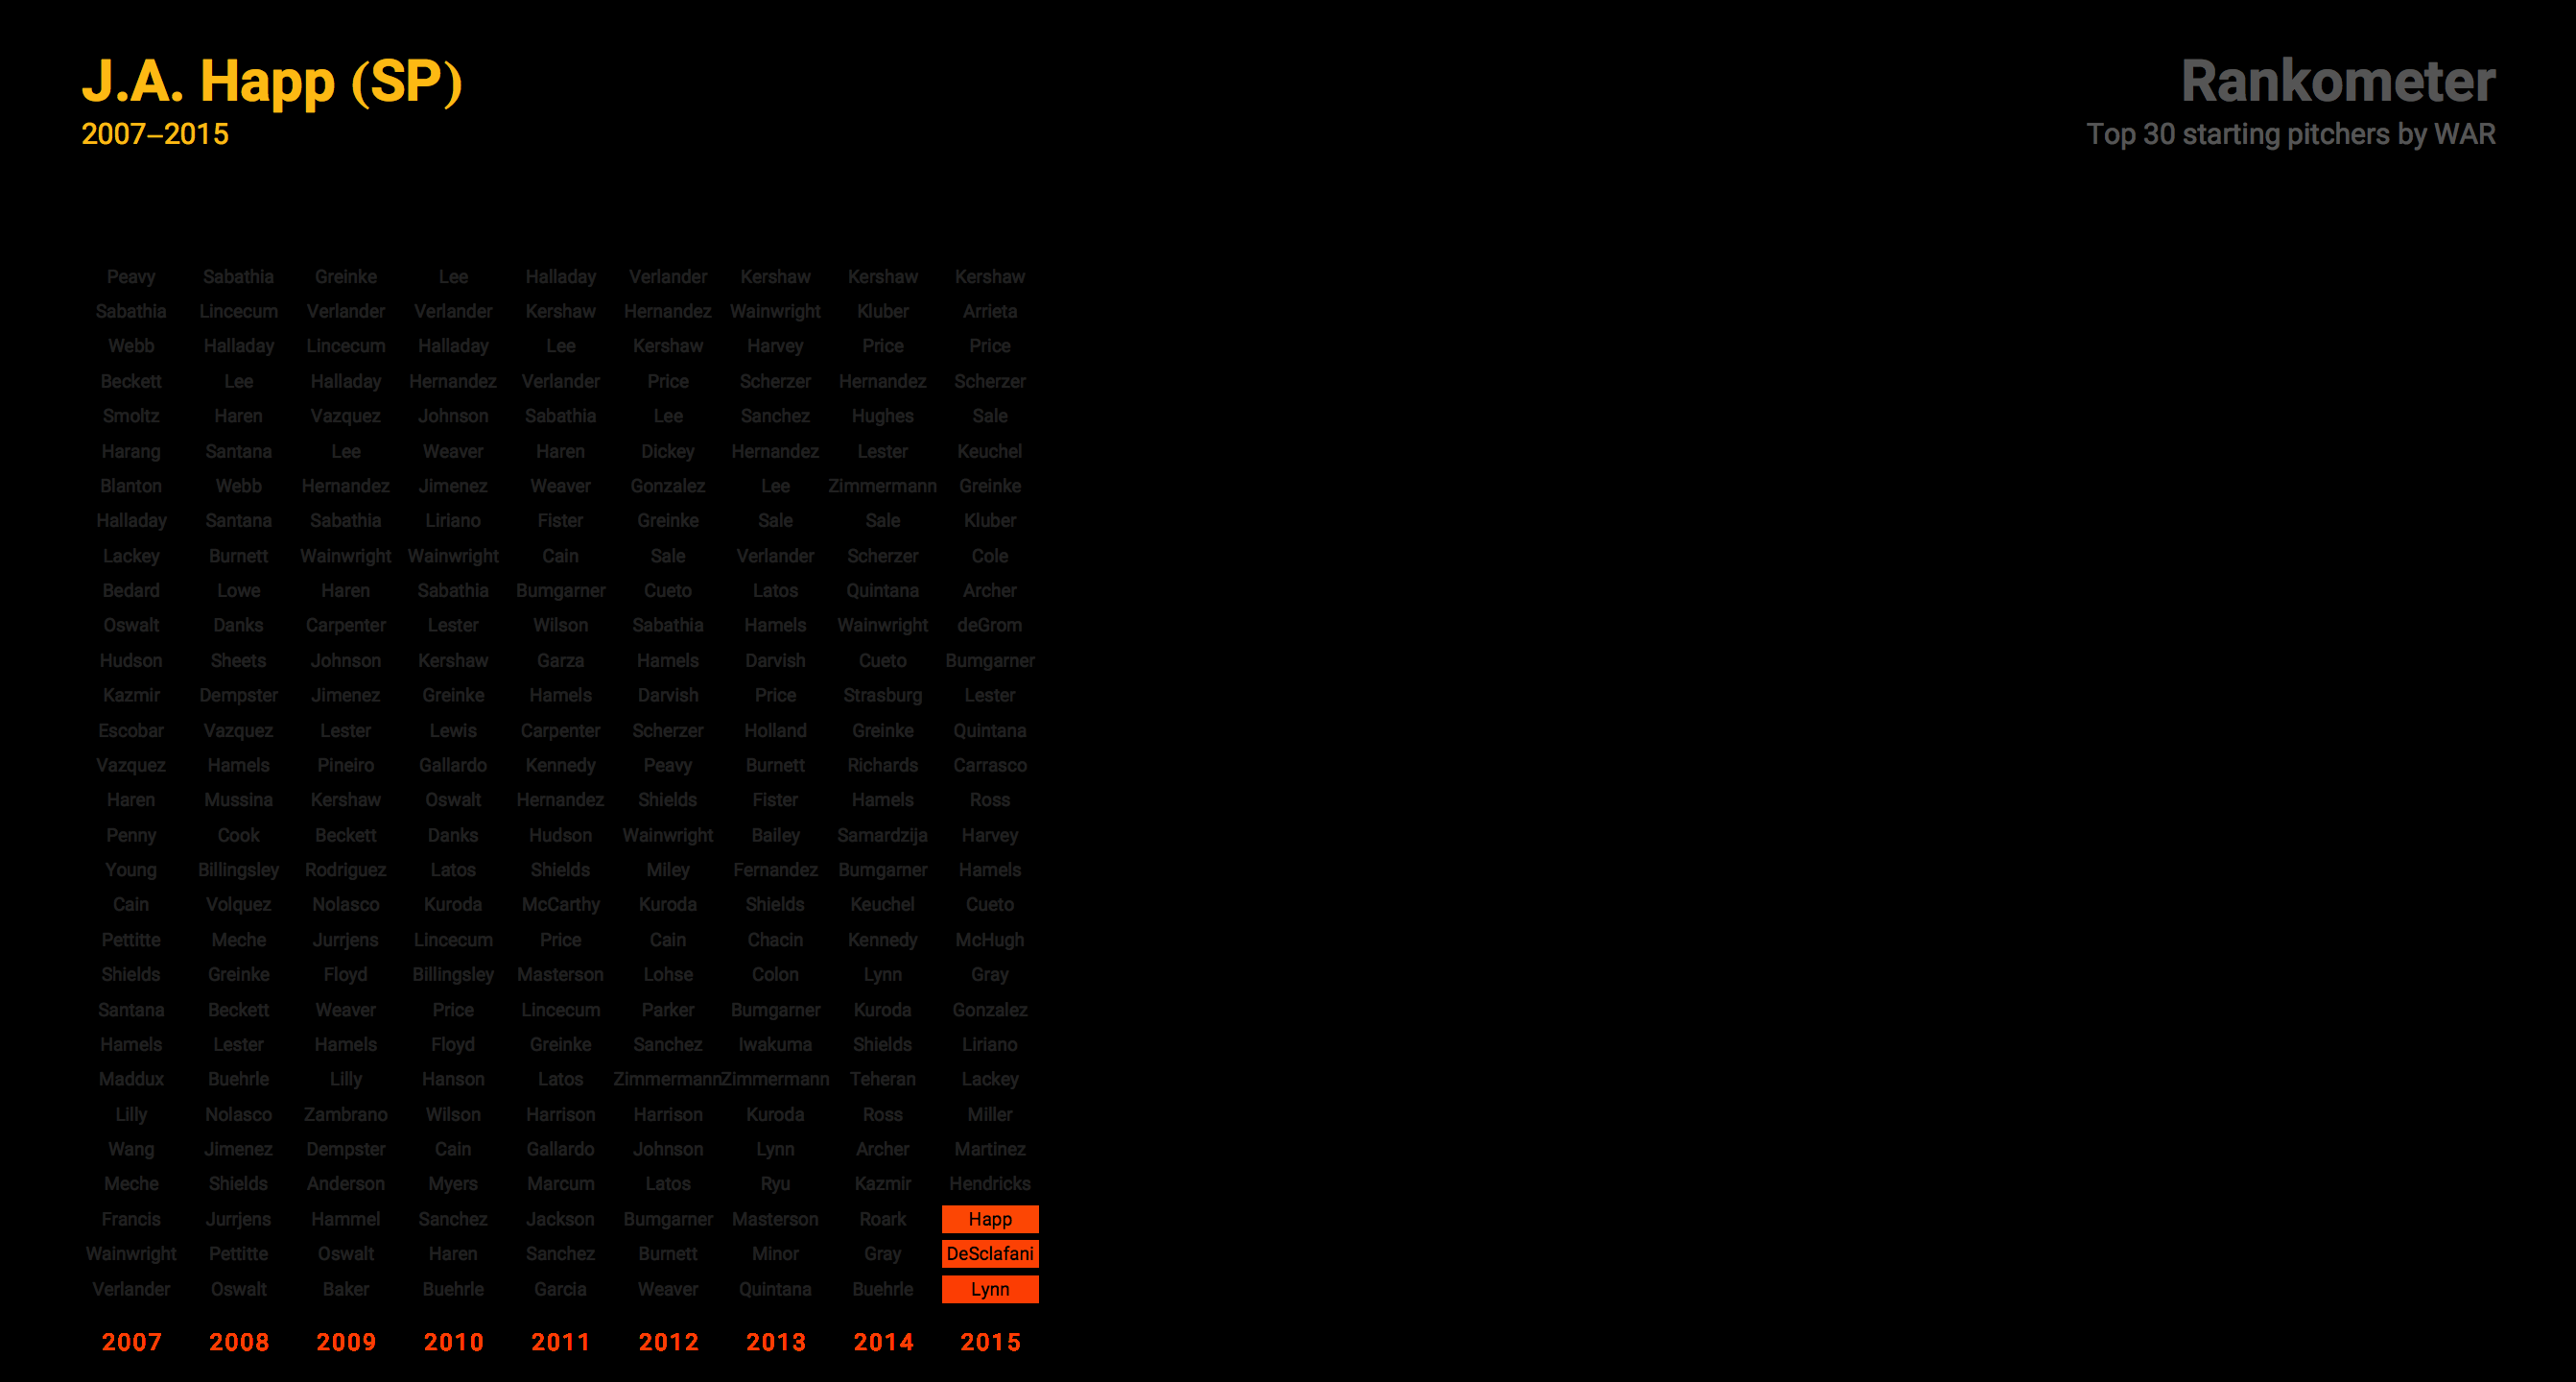 J.A. Happ (SP)
2007–2015
Rankometer
Top 30 starting pitchers by WAR
Peavy Sabathia Greinke Lee Halladay Verlander Kershaw Kershaw Kershaw
Sabathia Lincecum Verlander Verlander Kershaw Hernandez Wainwright Kluber Arrieta
Webb Halladay Lincecum Halladay Lee Kershaw Harvey Price Price
Beckett Lee Halladay Hernandez Verlander Price Scherzer Hernandez Scherzer
Smoltz Haren Vazquez Johnson Sabathia Lee Sanchez Hughes Sale
Harang Santana Lee Weaver Haren Dickey Hernandez Lester Keuchel
Blanton Webb Hernandez Jimenez Weaver Gonzalez Lee Zimmermann Greinke
Halladay Santana Sabathia Liriano Fister Greinke Sale Sale Kluber
Lackey Burnett Wainwright Wainwright Cain Sale Verlander Scherzer Cole
Bedard Lowe Haren Sabathia Bumgarner Cueto Latos Quintana Archer
Oswalt Danks Carpenter Lester Wilson Sabathia Hamels Wainwright deGrom
Hudson Sheets Johnson Kershaw Garza Hamels Darvish Cueto Bumgarner
Kazmir Dempster Jimenez Greinke Hamels Darvish Price Strasburg Lester
Escobar Vazquez Lester Lewis Carpenter Scherzer Holland Greinke Quintana
Vazquez Hamels Pineiro Gallardo Kennedy Peavy Burnett Richards Carrasco
Haren Mussina Kershaw Oswalt Hernandez Shields Fister Hamels Ross
Penny Cook Beckett Danks Hudson Wainwright Bailey Samardzija Harvey
Young Billingsley Rodriguez Latos Shields Miley Fernandez Bumgarner Hamels
Cain Volquez Nolasco Kuroda McCarthy Kuroda Shields Keuchel Cueto
Pettitte Meche Jurrjens Lincecum Price Cain Chacin Kennedy McHugh
Shields Greinke Floyd Billingsley Masterson Lohse Colon Lynn Gray
Santana Beckett Weaver Price Lincecum Parker Bumgarner Kuroda Gonzalez
Hamels Lester Hamels Floyd Greinke Sanchez Iwakuma Shields Liriano
Maddux Buehrle Lilly Hanson Latos Zimmermann Zimmermann Teheran Lackey
Lilly Nolasco Zambrano Wilson Harrison Harrison Kuroda Ross Miller
Wang Jimenez Dempster Cain Gallardo Johnson Lynn Archer Martinez
Meche Shields Anderson Myers Marcum Latos Ryu Kazmir Hendricks
Francis Jurrjens Hammel Sanchez Jackson Bumgarner Masterson Roark Happ
Wainwright Pettitte Oswalt Haren Sanchez Burnett Minor Gray DeSclafani
Verlander Oswalt Baker Buehrle Garcia Weaver Quintana Buehrle Lynn
2007 2008 2009 2010 2011 2012 2013 2014 2015